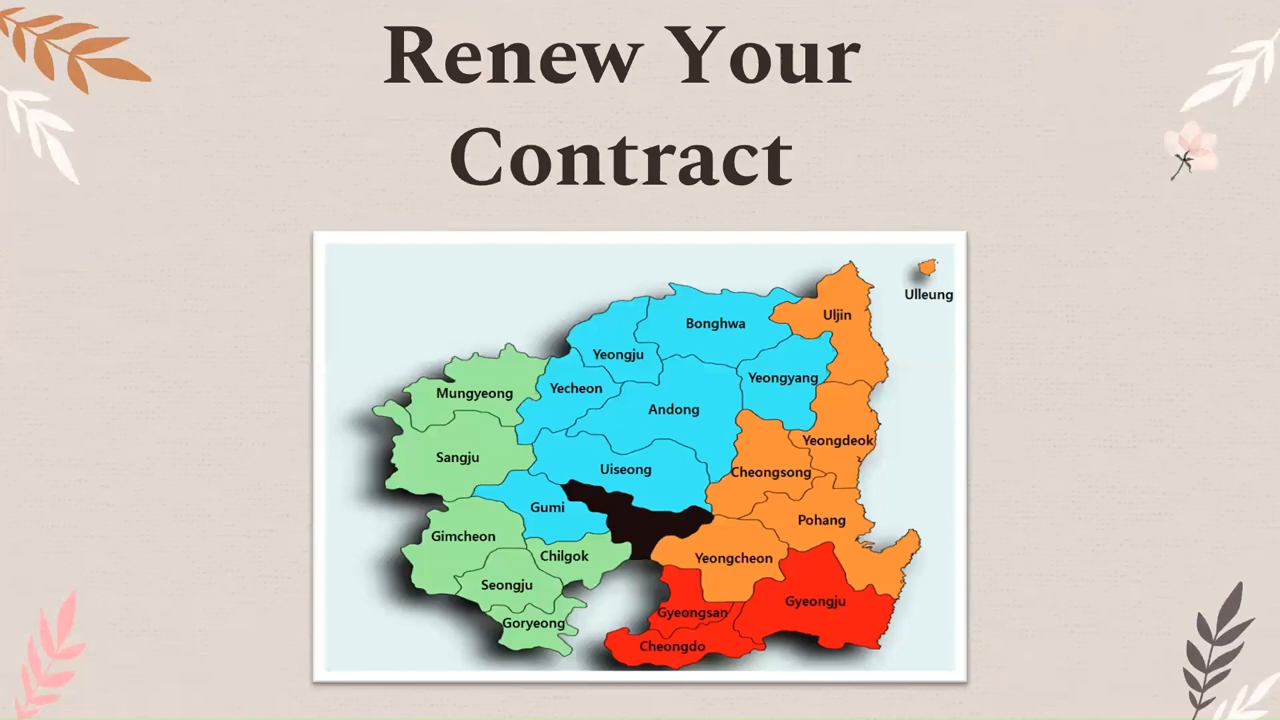 Renew Your
Contract
Ulleung
Uljin
Bonghwa
Yeongju
Yeongyang
Yecheon
Mungyeong
Andong
Yeongdeok
Sangju
Uiseong
Cheongsong
Gumi
Pohang
Gimcheon
Chilgok
Yeongcheon
Seongju
Gyeongju
Gyeongsan
Goryeong
Cheongdo